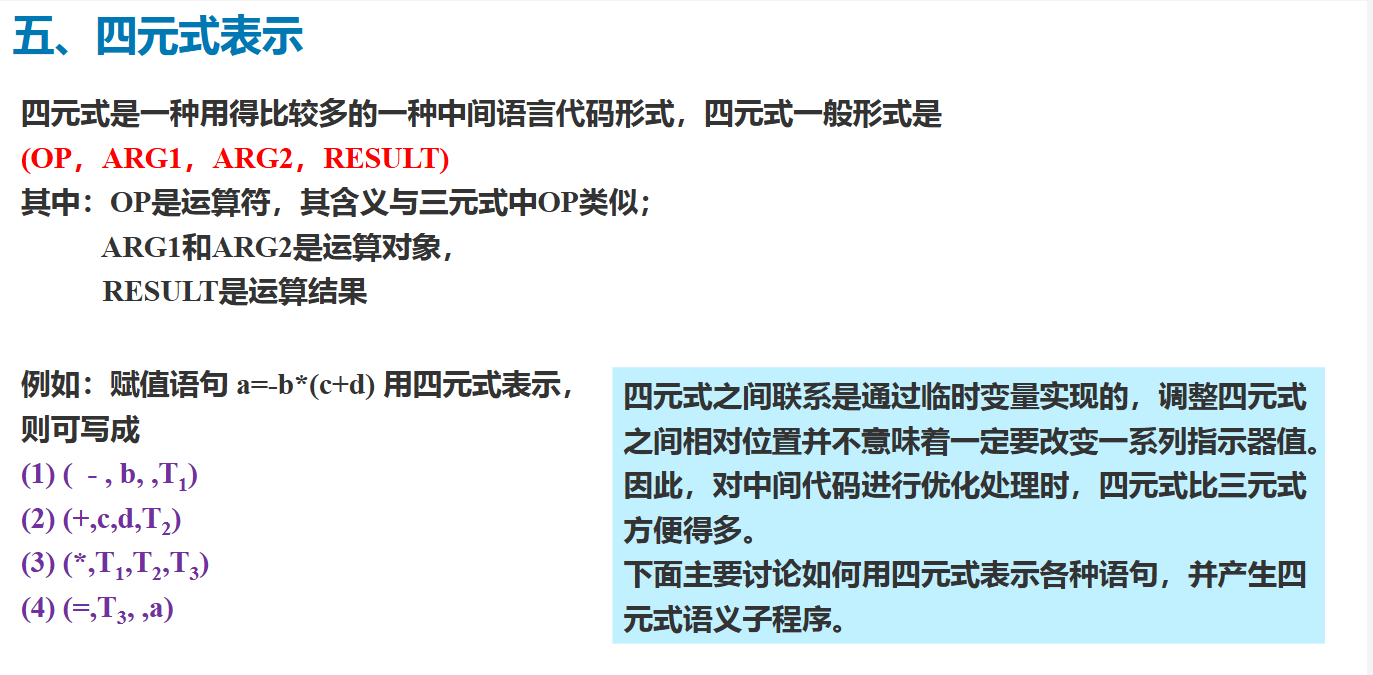 五、四元式表示
四元式是一种用得比较多的一种中间语言代码形式，四元式一般形式是
(OP，ARG1，ARG2，RESULT)
其中：OP是运算符，其含义与三元式中OP类似；
ARG1和ARG2是运算对象，
RESULT是运算结果
例如：赋值语句 a=-b*(c+d) 用四元式表示，
则可写成
(1) ( - , b, ,T₁)
(2) (+,c,d,T₂)
(3) (*,T₁,T₂,T₃)
(4) (=,T₃, ,a)
四元式之间联系是通过临时变量实现的，调整四元式
之间相对位置并不意味着一定要改变一系列指示器值。
因此，对中间代码进行优化处理时，四元式比三元式
方便得多。
下面主要讨论如何用四元式表示各种语句，并产生四
元式语义子程序。